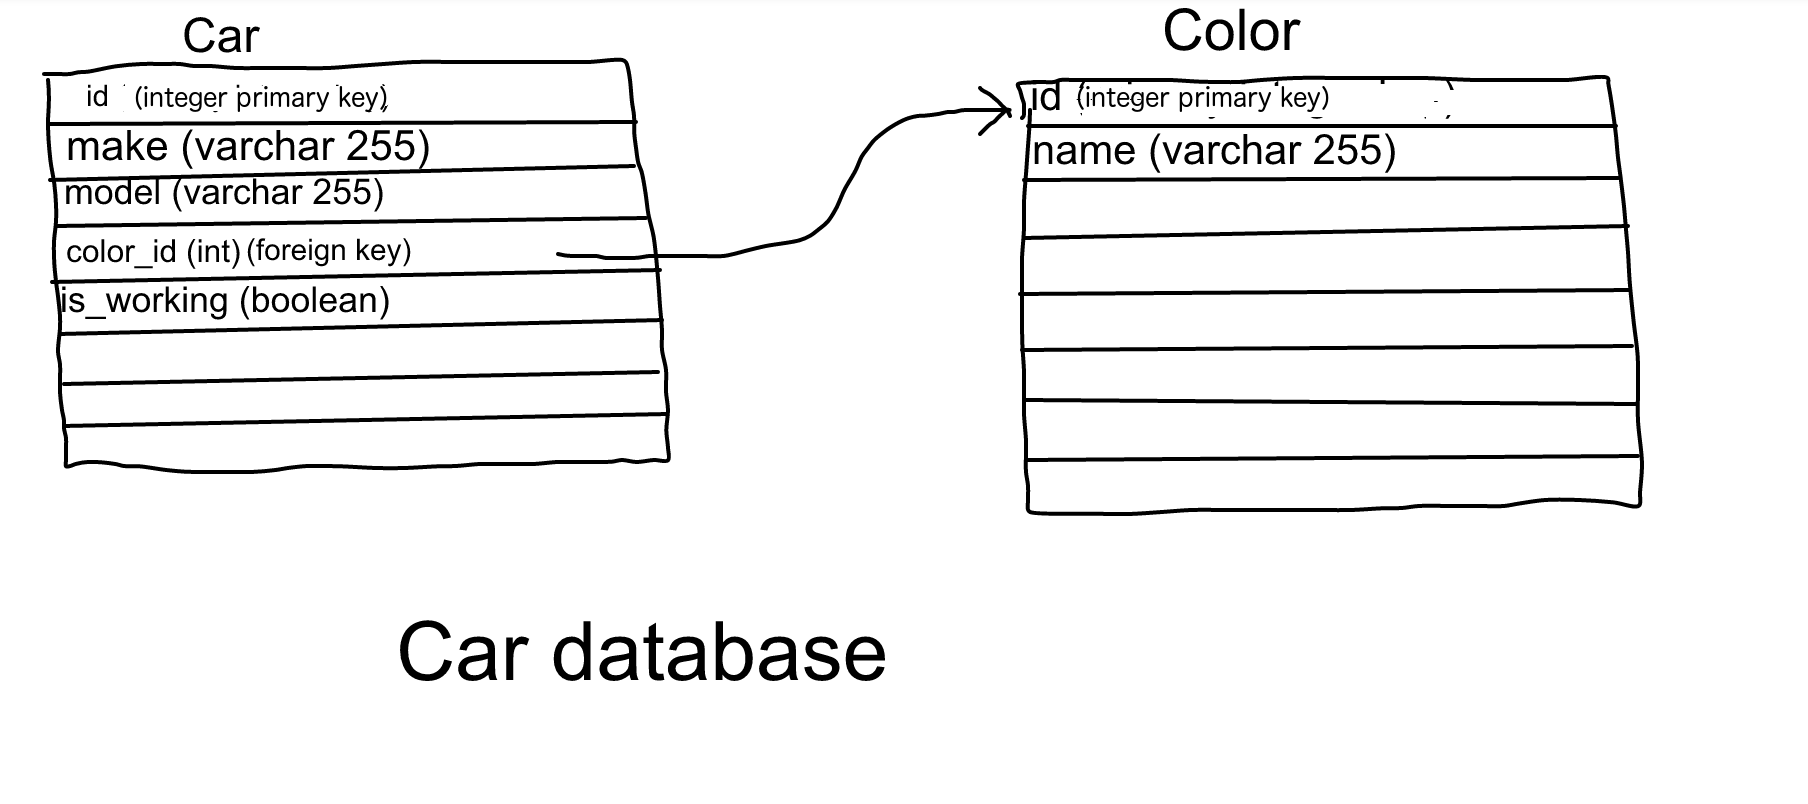 Car
id (integer primary key)
make (varchar 255)
model (varchar 255)
color_id (int) (foreign key)
is_working (boolean)
Color
id (integer primary key)
name (varchar 255)
Car database